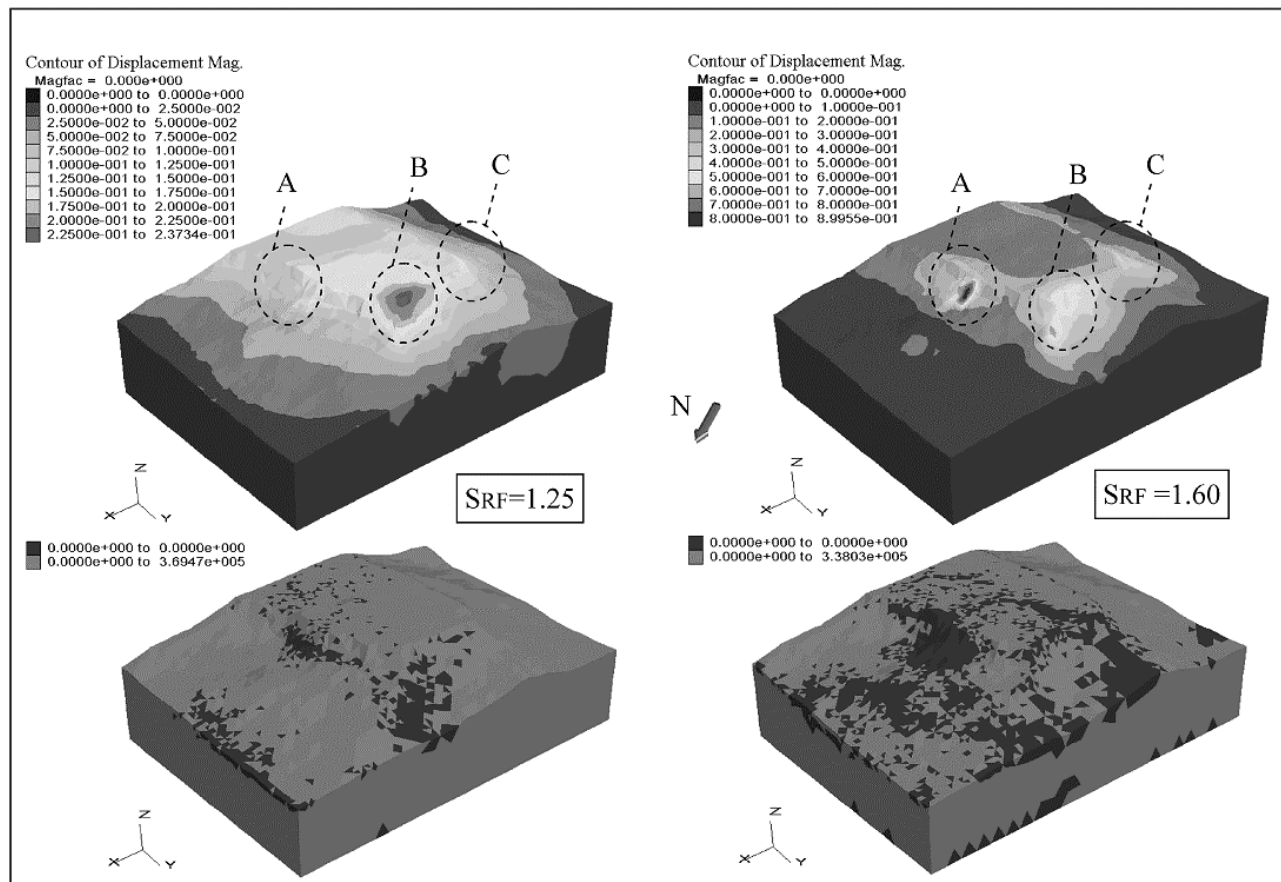 Contour of Displacement Mag.
Magfac = 0.000e+000
0.0000e+000 to 0.0000e+000
0.0000e+000 to 2.5000e-002
2.5000e-002 to 5.0000e-002
5.0000e-002 to 7.5000e-002
7.5000e-002 to 1.0000e-001
1.0000e-001 to 1.2500e-001
1.2500e-001 to 1.5000e-001
1.5000e-001 to 1.7500e-001
1.7500e-001 to 2.0000e-001
2.0000e-001 to 2.2500e-001
2.2500e-001 to 2.3734e-001
A
B
C
Z
X
Y
SRF=1.25
Contour of Displacement Mag.
Magfac = 0.000e+000
0.0000e+000 to 0.0000e+000
0.0000e+000 to 1.0000e-001
1.0000e-001 to 2.0000e-001
2.0000e-001 to 3.0000e-001
3.0000e-001 to 4.0000e-001
4.0000e-001 to 5.0000e-001
5.0000e-001 to 6.0000e-001
6.0000e-001 to 7.0000e-001
7.0000e-001 to 8.0000e-001
8.0000e-001 to 8.9955e-001
A
B
C
N
Z
X
Y
SRF =1.60
0.0000e+000 to 0.0000e+000
0.0000e+000 to 3.6947e+005
Z
X
Y
0.0000e+000 to 0.0000e+000
0.0000e+000 to 3.3803e+005
Z
X
Y